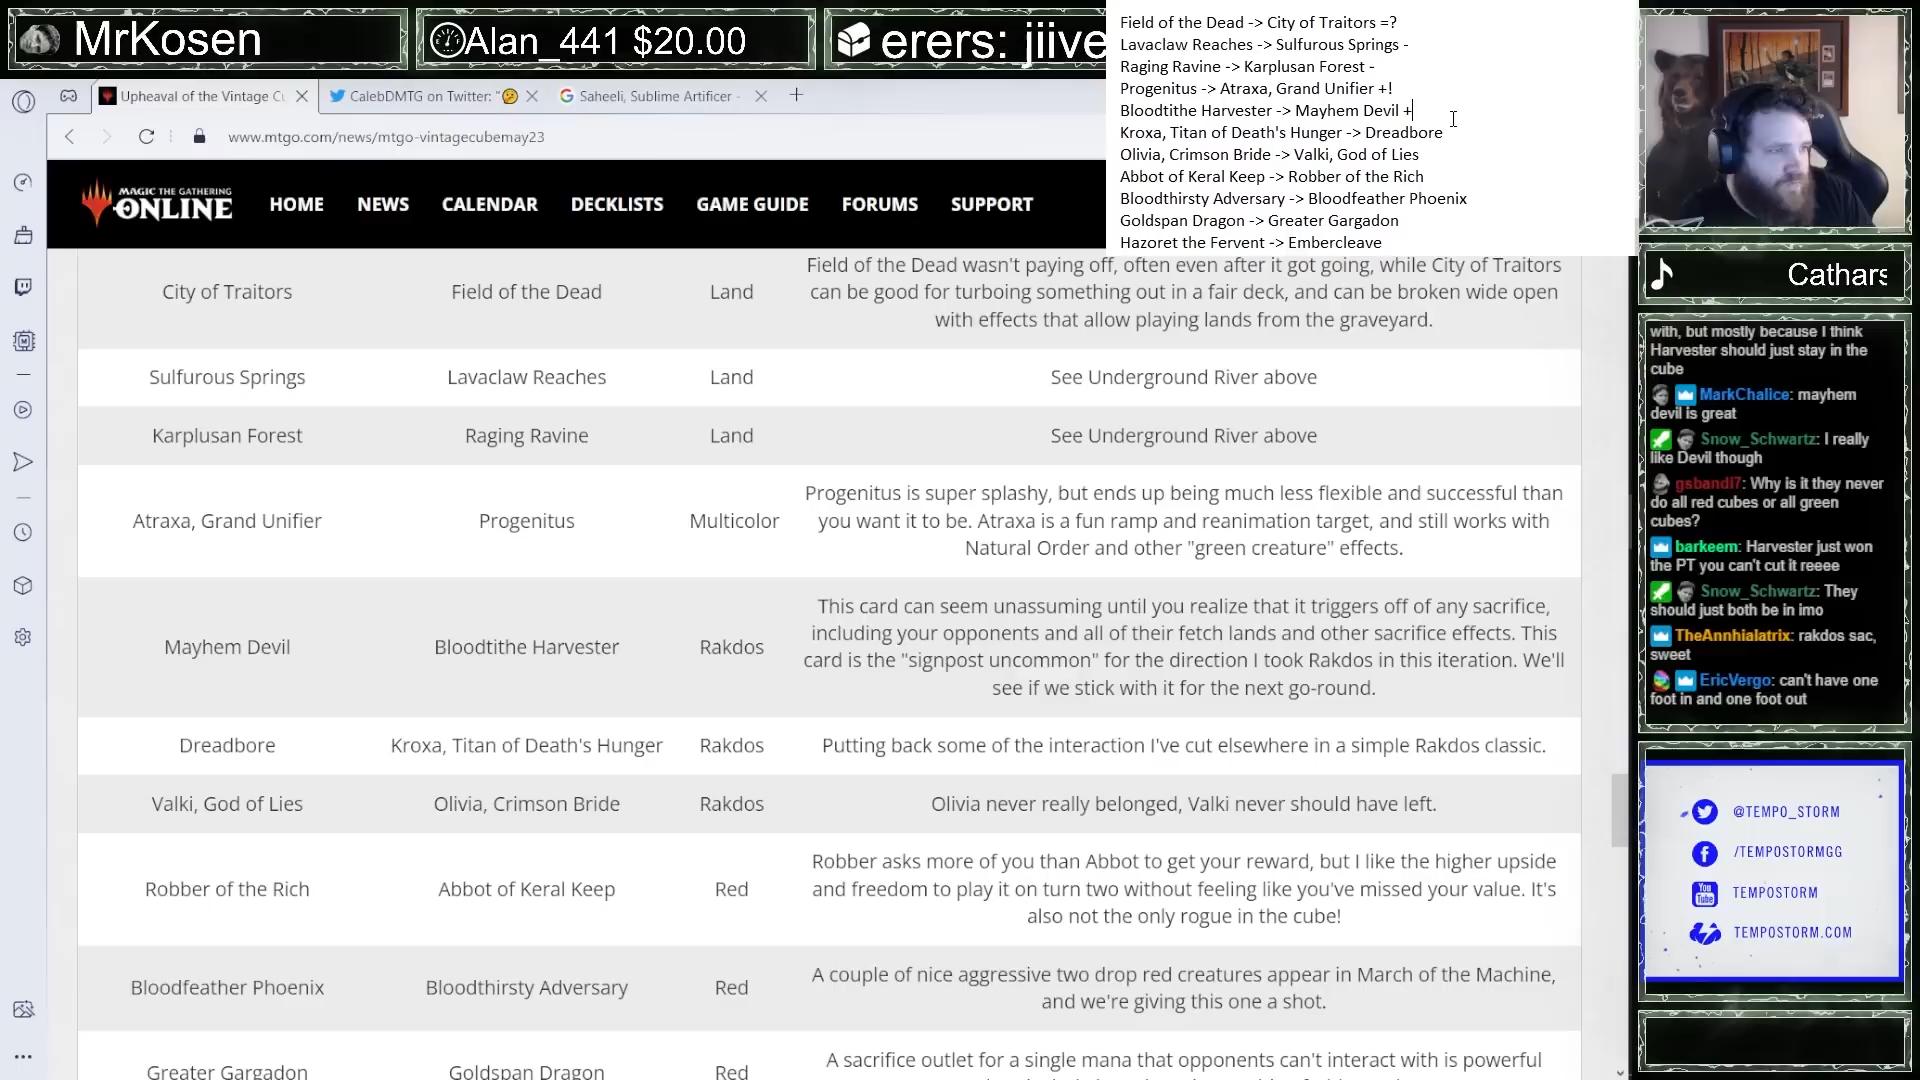 MrKosen
Alan_441 $20.00
erers: jiive
Field of the Dead -> City of Traitors =?
Lavaclaw Reaches -> Sulfurous Springs -
Raging Ravine -> Karplusan Forest -
Progenitus -> Atraxa, Grand Unifier +!
Bloodtithe Harvester -> Mayhem Devil +
Kroxa, Titan of Death's Hunger -> Dreadbore
Olivia, Crimson Bride -> Valki, God of Lies
Abbot of Keral Keep -> Robber of the Rich
Bloodthirsty Adversary -> Bloodfeather Phoenix
Goldspan Dragon -> Greater Gargadon
Hazoret the Fervent -> Embercleave
Upheaval of the Vintage Cu
CalebDMTG on Twitter: "🤔
Saheeli, Sublime Artificer -
www.mtgo.com/news/mtgo-vintagecubemay23
MAGIC THE GATHERING
ONLINE
HOME NEWS CALENDAR DECKLISTS GAME GUIDE FORUMS SUPPORT
City of Traitors Field of the Dead Land
Field of the Dead wasn't paying off, often even after it got going, while City of Traitors
can be good for turboing something out in a fair deck, and can be broken wide open
with effects that allow playing lands from the graveyard.
Sulfurous Springs Lavaclaw Reaches Land See Underground River above
Karplusan Forest Raging Ravine Land See Underground River above
Atraxa, Grand Unifier Progenitus Multicolor
Progenitus is super splashy, but ends up being much less flexible and successful than
you want it to be. Atraxa is a fun ramp and reanimation target, and still works with
Natural Order and other "green creature" effects.
Mayhem Devil Bloodtithe Harvester Rakdos
This card can seem unassuming until you realize that it triggers off of any sacrifice,
including your opponents and all of their fetch lands and other sacrifice effects. This
card is the "signpost uncommon" for the direction I took Rakdos in this iteration. We'll
see if we stick with it for the next go-round.
Dreadbore Kroxa, Titan of Death's Hunger Rakdos Putting back some of the interaction I've cut elsewhere in a simple Rakdos classic.
Valki, God of Lies Olivia, Crimson Bride Rakdos Olivia never really belonged, Valki never should have left.
Robber of the Rich Abbot of Keral Keep Red
Robber asks more of you than Abbot to get your reward, but I like the higher upside
and freedom to play it on turn two without feeling like you've missed your value. It's
also not the only rogue in the cube!
Bloodfeather Phoenix Bloodthirsty Adversary Red
A couple of nice aggressive two drop red creatures appear in March of the Machine,
and we're giving this one a shot.
Greater Gargadon Goldspan Dragon Red
A sacrifice outlet for a single mana that opponents can't interact with is powerful
Cathars
with, but mostly because I think
Harvester should just stay in the
cube
MarkChalice: mayhem
devil is great
Snow_Schwartz: I really
like Devil though
gsbandl7: Why is it they never
do all red cubes or all green
cubes?
barkeem: Harvester just won
the PT you can't cut it reeee
Snow_Schwartz: They
should just both be in imo
TheAnnhialatrix: rakdos sac,
sweet
EricVergo: can't have one
foot in and one foot out
@TEMPO_STORM
/TEMPOSTORMGG
You
Tube
TEMPOSTORM
TEMPOSTORM.COM